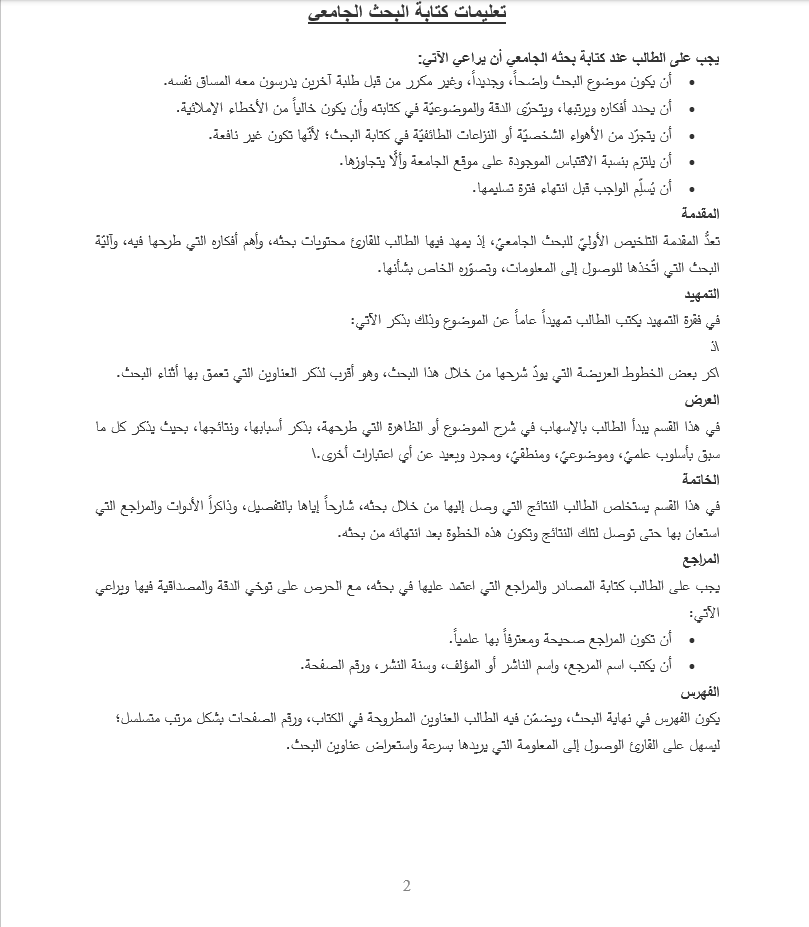 تعليمات كتابة البحث الجامعي
يجب على الطالب عند كتابة بحثه الجامعي أن يراعي الآتي:
• أن يكون موضوع البحث واضحاً، وجديداً، وغير مكرر من قبل طلبة آخرين يدرسون معه المساق نفسه.
• أن يحدد أفكاره ويرتبها، ويتحرّى الدقة والموضوعيّة في كتابته وأن يكون خالياً من الأخطاء الإملائية.
• أن يتجرّد من الأهواء الشخصيّة أو النزاعات الطائفيّة في كتابة البحث؛ لأنّها تكون غير نافعة.
• أن يلتزم بنسبة الاقتباس الموجودة على موقع الجامعة وألَّا يتجاوزها.
• أن يُسلِّم الواجب قبل انتهاء فترة تسليمها.
المقدمة
تعدُّ المقدمة التلخيص الأوليّ للبحث الجامعيّ، إذ يمهد فيها الطالب للقارئ محتويات بحثه، وأهم أفكاره التي طرحها فيه، وآليّة
البحث التي اتّخذها للوصول إلى المعلومات، وتصوّره الخاص بشأنها.
التمهيد
في فقرة التمهيد يكتب الطالب تمهيداً عاماً عن الموضوع وذلك بذكر الآتي:
\اذ
\اكر بعض الخطوط العريضة التي يودّ شرحها من خلال هذا البحث، وهو أقرب لذكر العناوين التي تعمق بها أثناء البحث.
العرض
في هذا القسم يبدأ الطالب بالإسهاب في شرح الموضوع أو الظاهرة التي طرحهة، بذكر أسبابها، ونتائجها، بحيث يذكر كل ما
سبق بأسلوب علميّ، وموضوعيّ، ومنطقيّ، ومجرد وبعيد عن أي اعتبارات أخرى.\
الخاتمة
في هذا القسم يستخلص الطالب النتائج التي وصل إليها من خلال بحثه، شارحاً إياها بالتفصيل، وذاكراً الأدوات والمراجع التي
استعان بها حتى توصل لتلك النتائج وتكون هذه الخطوة بعد انتهائه من بحثه.
المراجع
يجب على الطالب كتابة المصادر والمراجع التي اعتمد عليها في بحثه، مع الحرص على توخي الدقة والمصداقية فيها ويراعي
الآتي:
• أن تكون المراجع صحيحة ومعترفاً بها علمياً.
• أن يكتب اسم المرجع، واسم الناشر أو المؤلف، وسنة النشر، ورقم الصفحة.
الفهرس
يكون الفهرس في نهاية البحث، ويضمّن فيه الطالب العناوين المطروحة في الكتاب، ورقم الصفحات بشكل مرتب متسلسل؛
ليسهل على القارئ الوصول إلى المعلومة التي يريدها بسرعة واستعراض عناوين البحث.
2